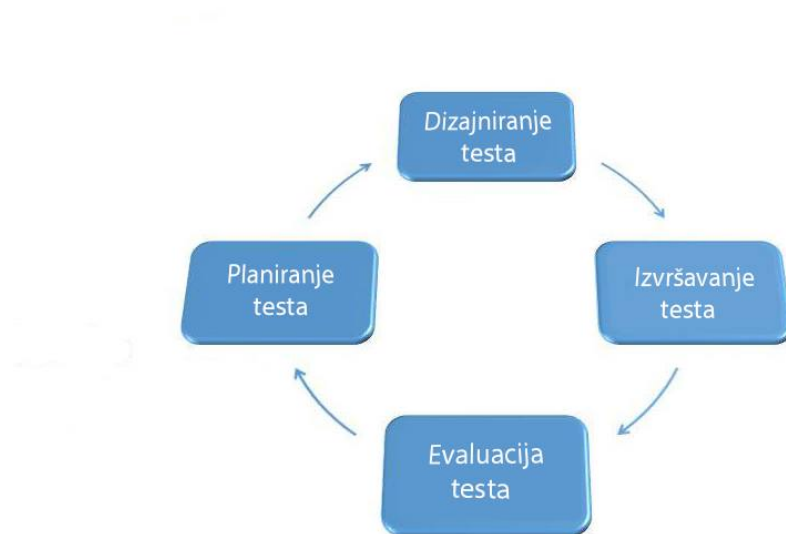 Dizajniranje
testa
Izvršavanje
testa
Evaluacija
testa
Planiranje
testa